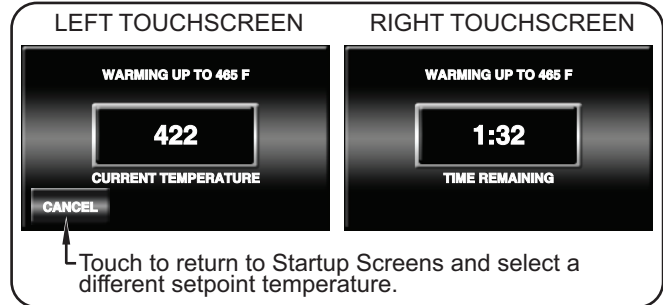 LEFT TOUCHSCREEN
RIGHT TOUCHSCREEN
WARMING UP TO 465 F
422
CURRENT TEMPERATURE
CANCEL
WARMING UP TO 465 F
1:32
TIME REMAINING
Touch to return to Startup Screens and select a
different setpoint temperature.